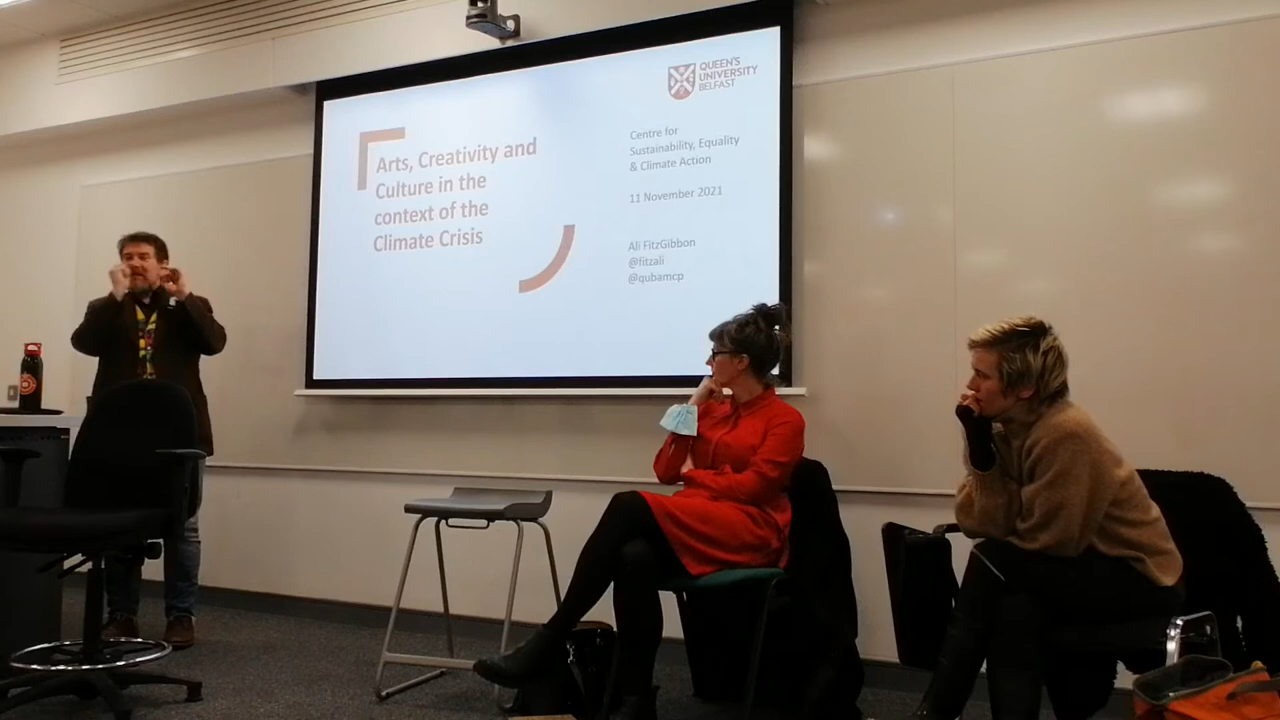 Arts, Creativity and
Culture in the
context of the
Climate Crisis
QUEEN'S
UNIVERSITY
BELFAST
Centre for
Sustainability, Equality
& Climate Action
11 November 2021
Ali FitzGibbon
@fitzali
@qubamcp